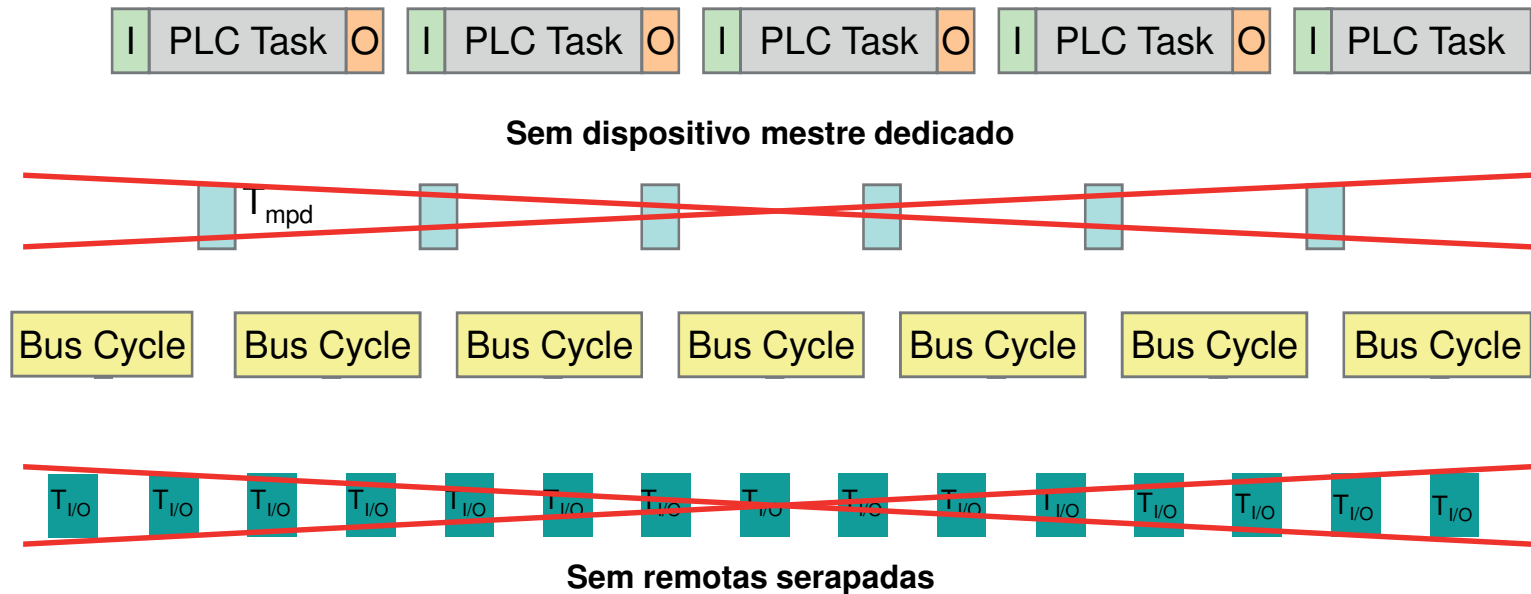 I PLC Task O I PLC Task O I PLC Task O I PLC Task O I PLC Task
Sem dispositivo mestre dedicado
Tmpd
Bus Cycle Bus Cycle Bus Cycle Bus Cycle Bus Cycle Bus Cycle Bus Cycle
TI/O TI/O TI/O TI/O TI/O TI/O TI/O TI/O TI/O TI/O TI/O TI/O TI/O TI/O TI/O
Sem remotas serapadas